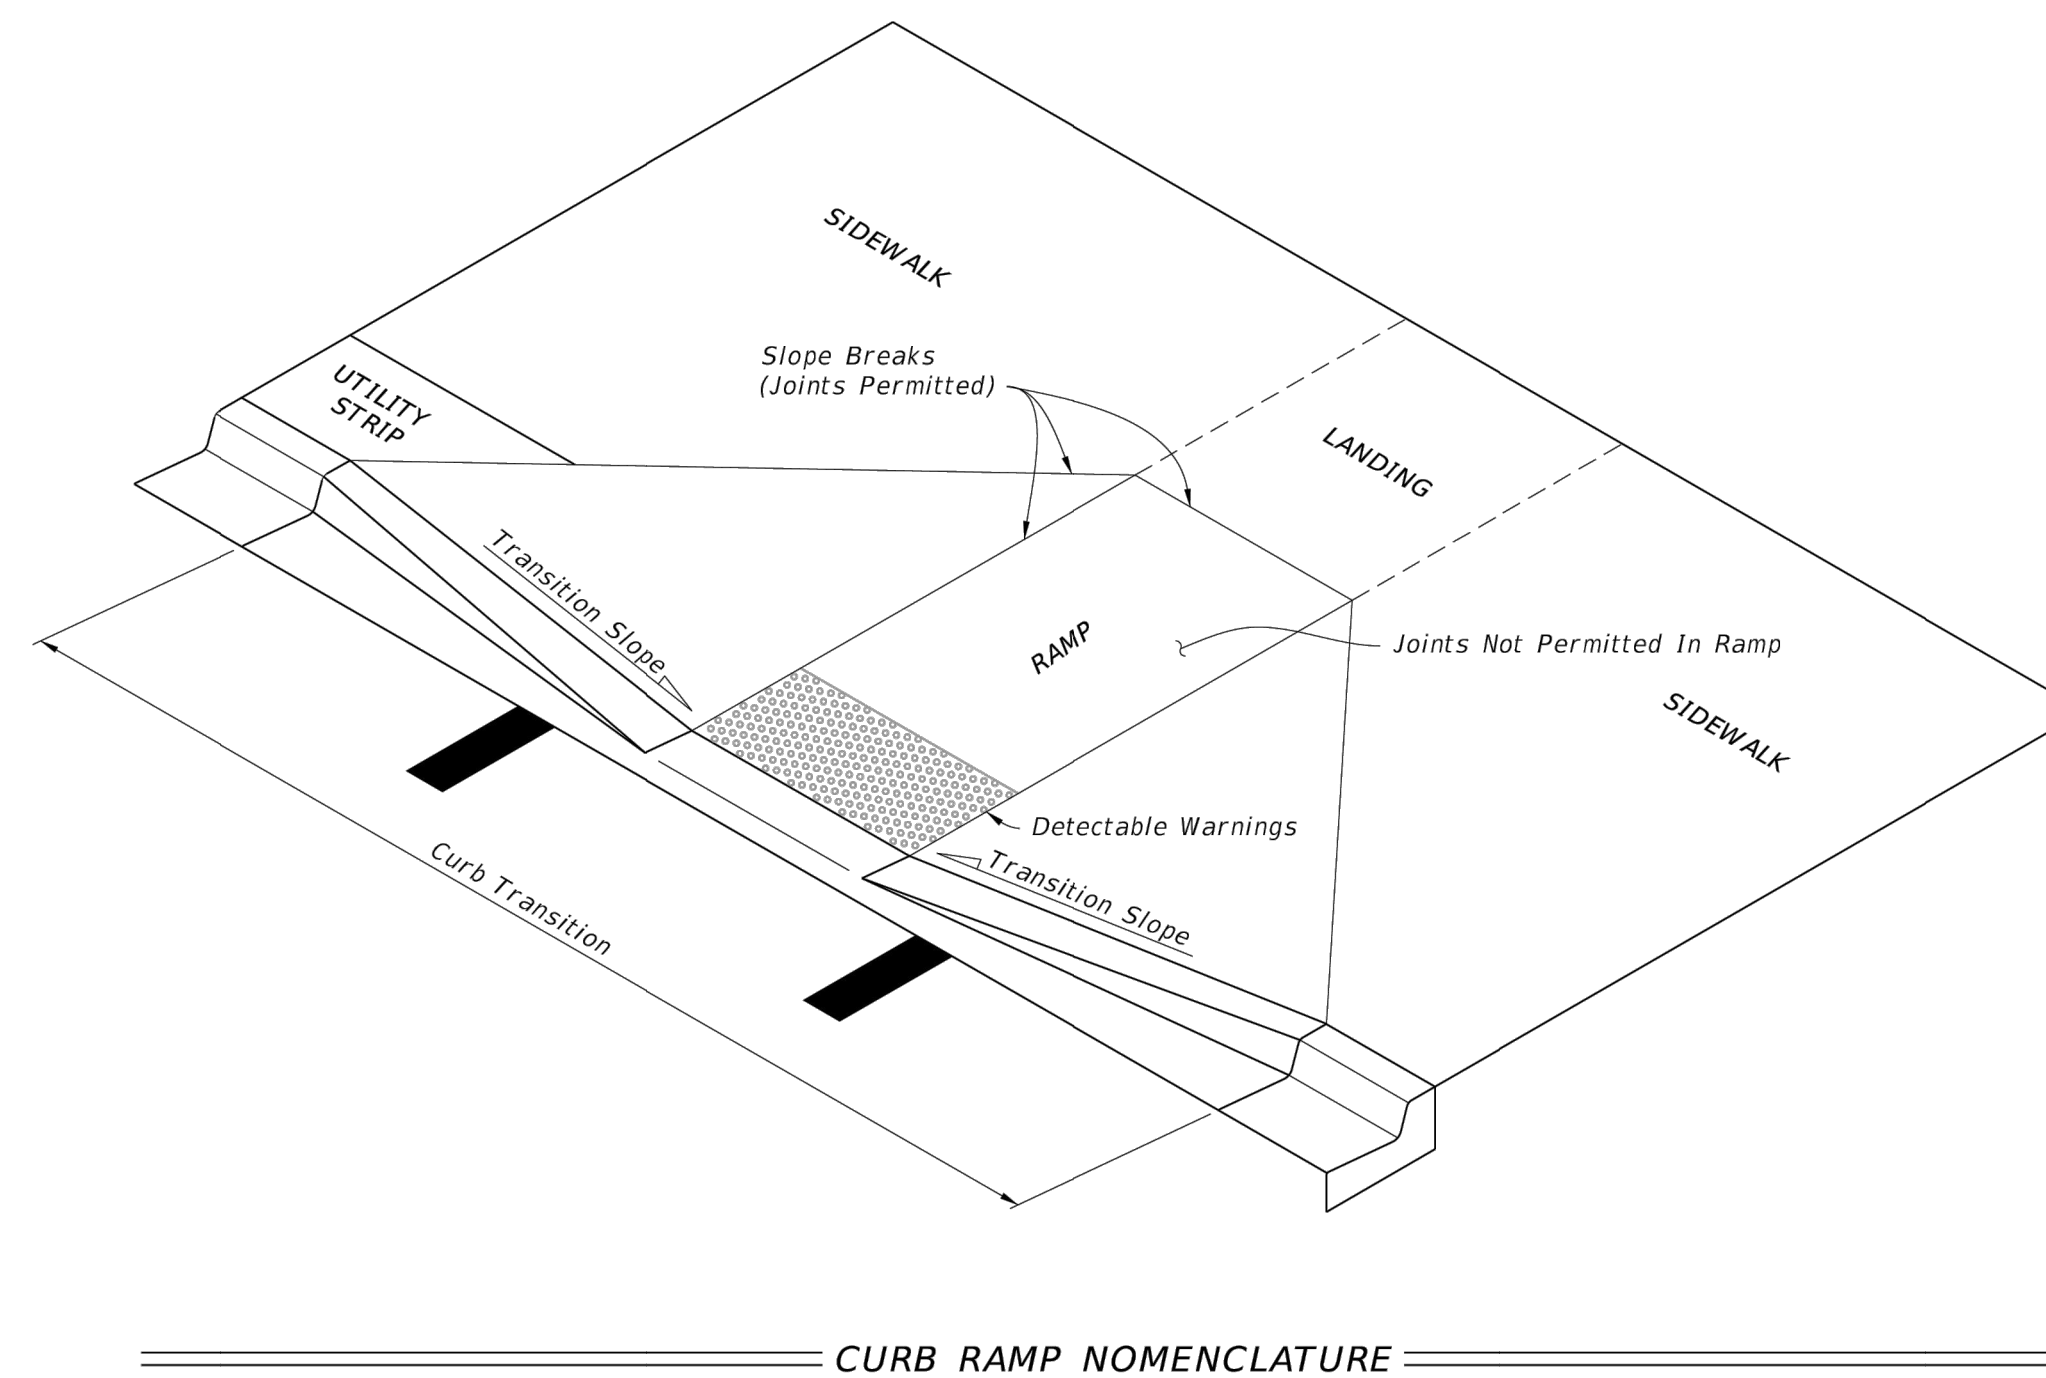 SIDEWALK
Slope Breaks
(Joints Permitted)
UTILITY
STRIP
LANDING
Transition Slope
RAMP
Joints Not Permitted In Ramp
SIDEWALK
Detectable Warnings
Transition Slope
Curb Transition
CURB RAMP NOMENCLATURE